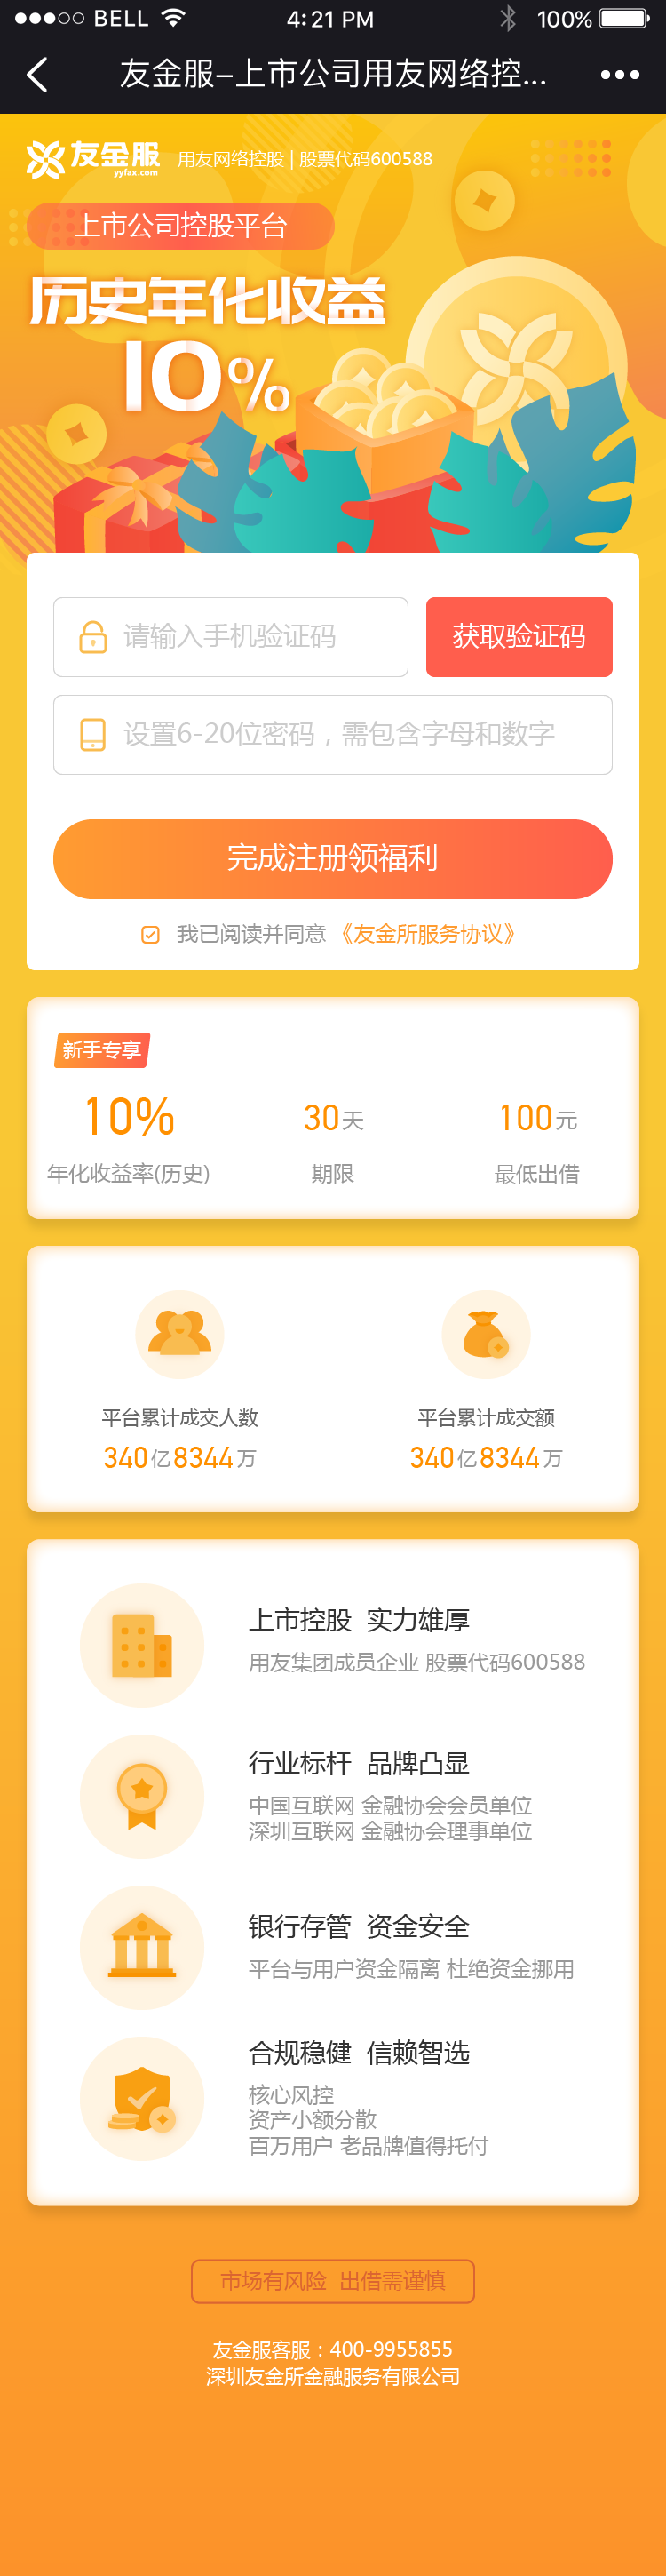 BELL 4:21 PM 100%
友金服–上市公司用友网络控...
友金服 yyfax.com 用友网络控股 | 股票代码600588
上市公司控股平台
历史年化收益
10%
请输入手机验证码 获取验证码
设置6-20位密码，需包含字母和数字
完成注册领福利
我已阅读并同意《友金所服务协议》
新手专享
10% 30天 100元
年化收益率(历史) 期限 最低出借
平台累计成交人数 平台累计成交额
340亿8344万 340亿8344万
上市控股 实力雄厚
用友集团成员企业 股票代码600588
行业标杆 品牌凸显
中国互联网 金融协会会员单位
深圳互联网 金融协会理事单位
银行存管 资金安全
平台与用户资金隔离 杜绝资金挪用
合规稳健 信赖智选
核心风控
资产小额分散
百万用户 老品牌值得托付
市场有风险 出借需谨慎
友金服客服：400-9955855
深圳友金所金融服务有限公司